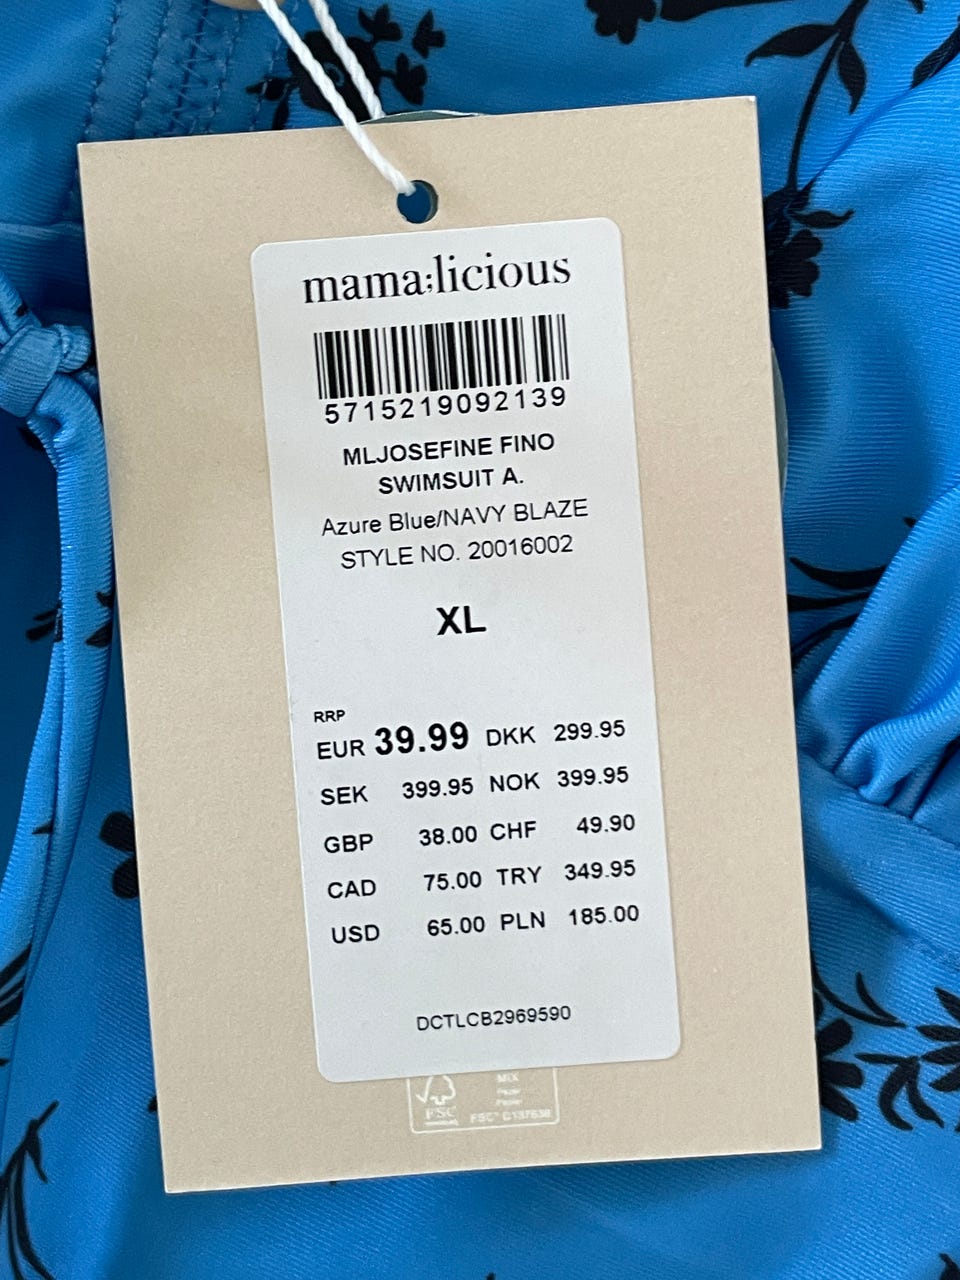 mama;licious
5715219092139
MLJOSEFINE FINO
SWIMSUIT A.
Azure Blue/NAVY BLAZE
STYLE NO. 20016002
XL
RRP
EUR 39.99 DKK 299.95
SEK 399.95 NOK 399.95
GBP 38.00 CHF 49.90
CAD 75.00 TRY 349.95
USD 65.00 PLN 185.00
DCTLCB2969590
MIX
FSC
FSC® C137638